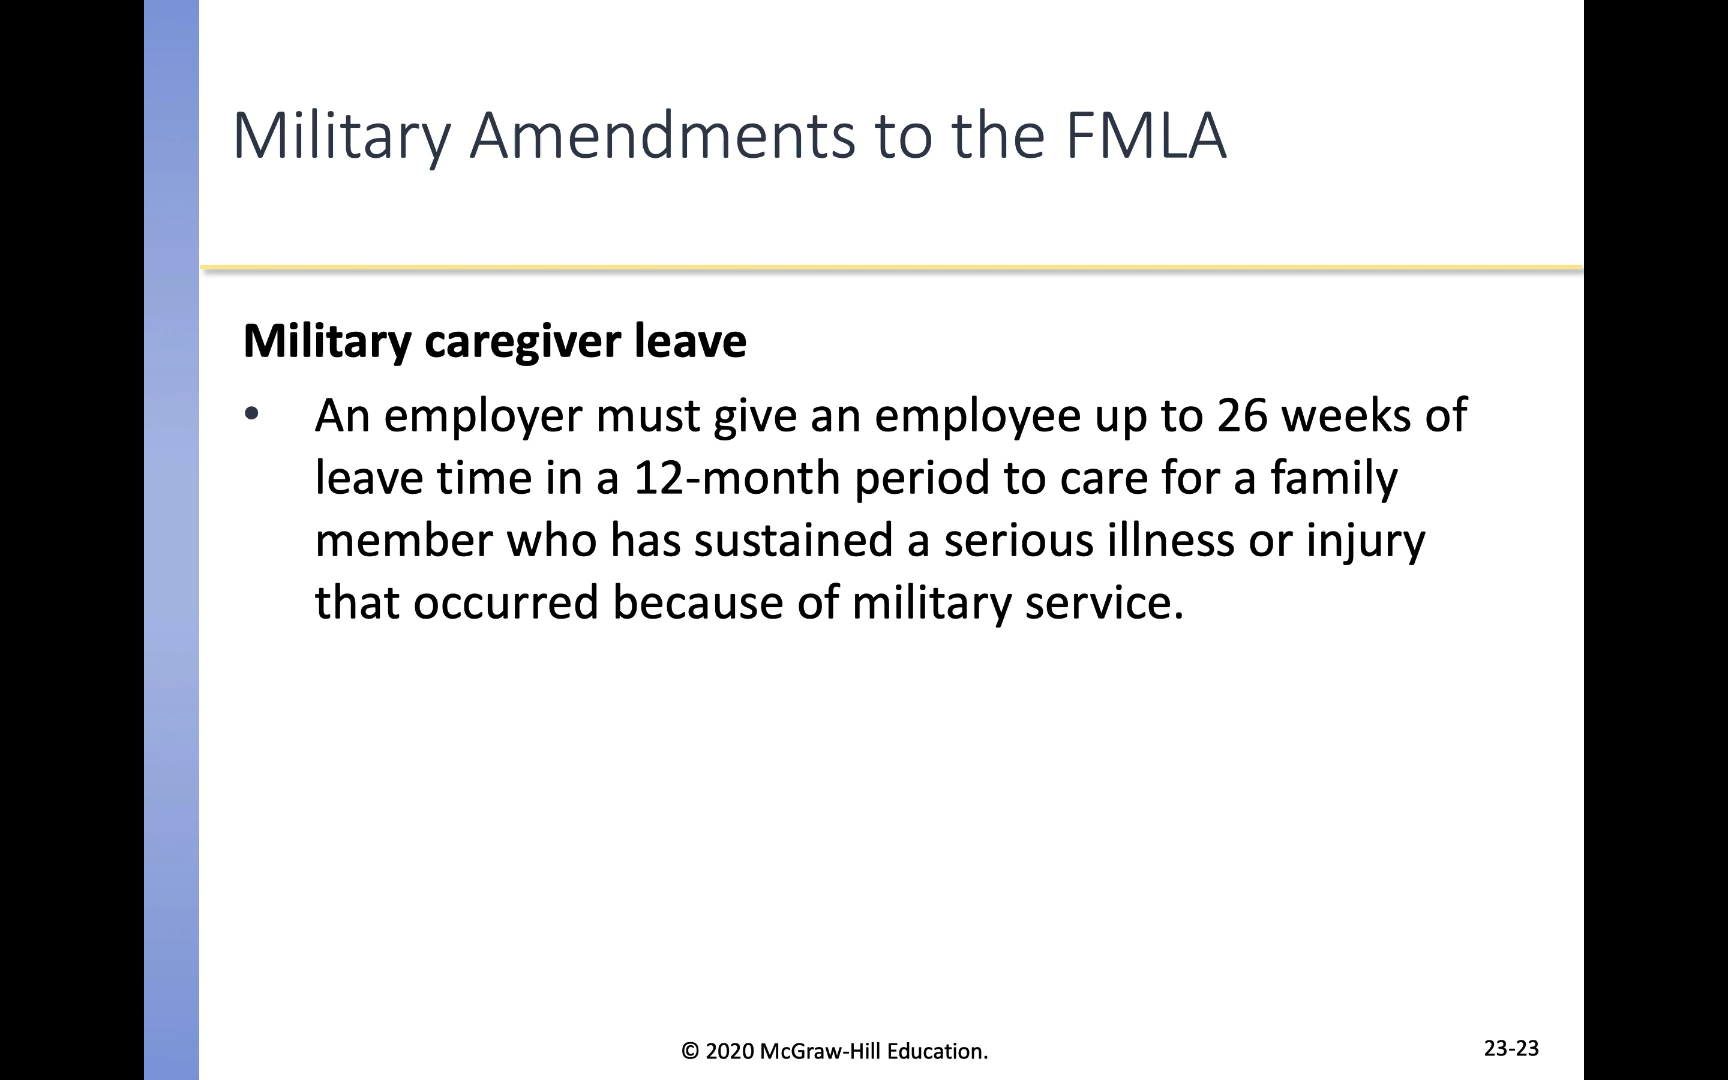 Military Amendments to the FMLA
Military caregiver leave
• An employer must give an employee up to 26 weeks of
leave time in a 12-month period to care for a family
member who has sustained a serious illness or injury
that occurred because of military service.
© 2020 McGraw-Hill Education.
23-23